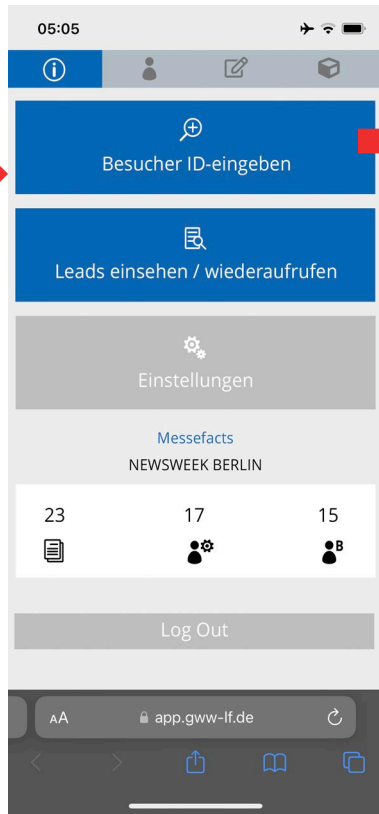 05:05
Besucher ID-eingeben
Leads einsehen / wiederaufrufen
Einstellungen
Messefacts
NEWSWEEK BERLIN
23 17 15
B
Log Out
AA app.gww-lf.de